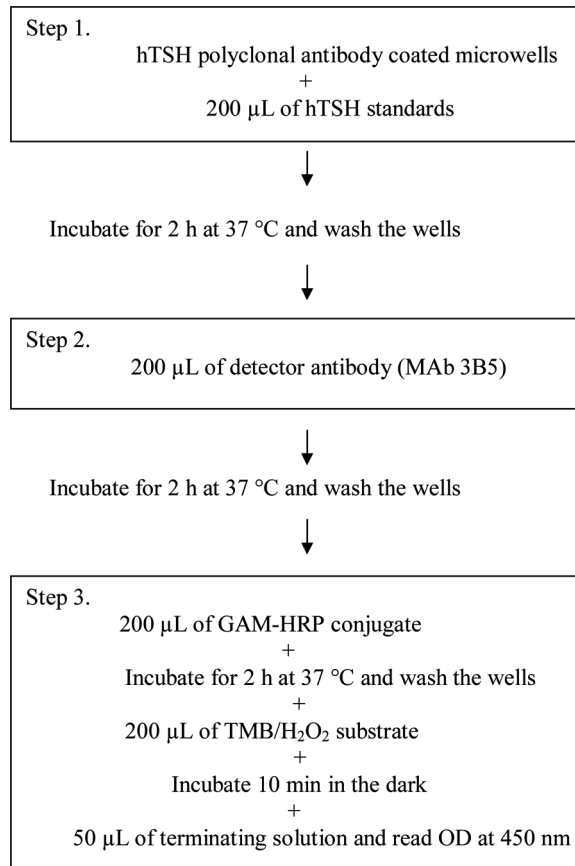 Step 1.
hTSH polyclonal antibody coated microwells
+
200 µL of hTSH standards
Incubate for 2 h at 37 °C and wash the wells
Step 2.
200 µL of detector antibody (MAb 3B5)
Incubate for 2 h at 37 °C and wash the wells
Step 3.
200 µL of GAM-HRP conjugate
+
Incubate for 2 h at 37 °C and wash the wells
+
200 µL of TMB/H₂O₂ substrate
+
Incubate 10 min in the dark
+
50 µL of terminating solution and read OD at 450 nm